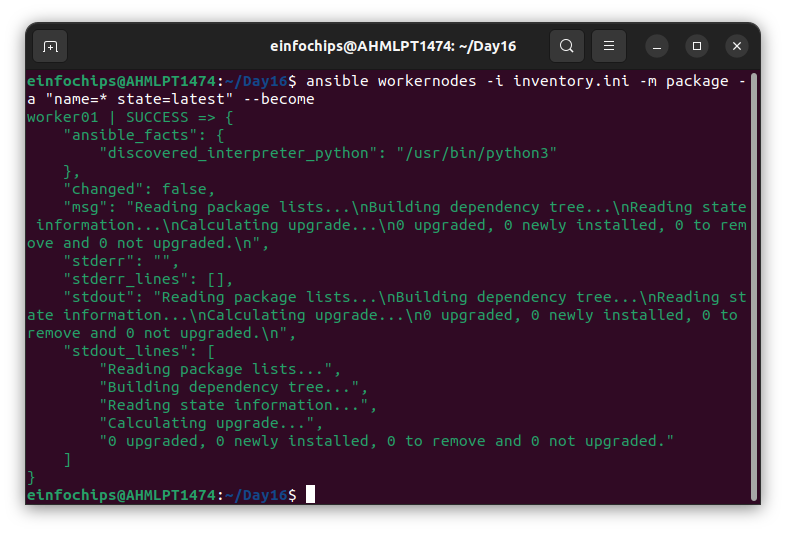 einfochips@AHMLPT1474: ~/Day16
einfochips@AHMLPT1474:~/Day16$ ansible workernodes -i inventory.ini -m package -
a "name=* state=latest" --become
worker01 | SUCCESS => {
    "ansible_facts": {
        "discovered_interpreter_python": "/usr/bin/python3"
    },
    "changed": false,
    "msg": "Reading package lists...\nBuilding dependency tree...\nReading state
 information...\nCalculating upgrade...\n0 upgraded, 0 newly installed, 0 to rem
ove and 0 not upgraded.\n",
    "stderr": "",
    "stderr_lines": [],
    "stdout": "Reading package lists...\nBuilding dependency tree...\nReading st
ate information...\nCalculating upgrade...\n0 upgraded, 0 newly installed, 0 to 
remove and 0 not upgraded.\n",
    "stdout_lines": [
        "Reading package lists...",
        "Building dependency tree...",
        "Reading state information...",
        "Calculating upgrade...",
        "0 upgraded, 0 newly installed, 0 to remove and 0 not upgraded."
    ]
}
einfochips@AHMLPT1474:~/Day16$